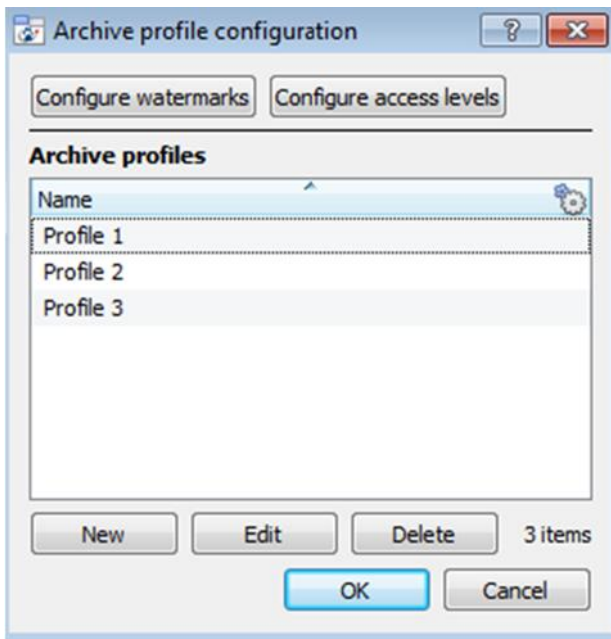 Archive profile configuration
Configure watermarks Configure access levels
Archive profiles
Name
Profile 1
Profile 2
Profile 3
New Edit Delete 3 items
OK Cancel